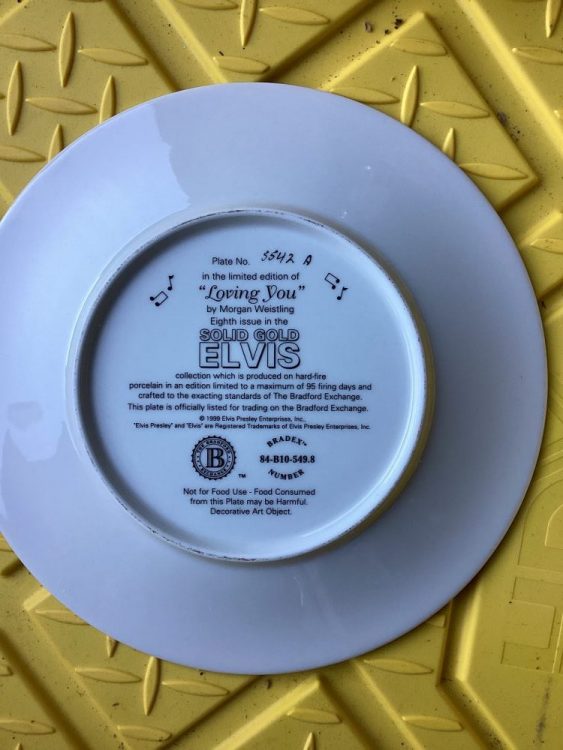 Plate No. 5542 A
in the limited edition of
“Loving You”
by Morgan Weistling
Eighth issue in the
SOLID GOLD
ELVIS
collection which is produced on hard-fire
porcelain in an edition limited to a maximum of 95 firing days and
crafted to the exacting standards of The Bradford Exchange.
This plate is officially listed for trading on the Bradford Exchange.
© 1999 Elvis Presley Enterprises, Inc.,
"Elvis Presley" and "Elvis" are Registered Trademarks of Elvis Presley Enterprises, Inc.
THE BRADFORD
B
EXCHANGE
™
BRADEX™
84-B10-549.8
NUMBER
Not for Food Use - Food Consumed
from this Plate may be Harmful.
Decorative Art Object.